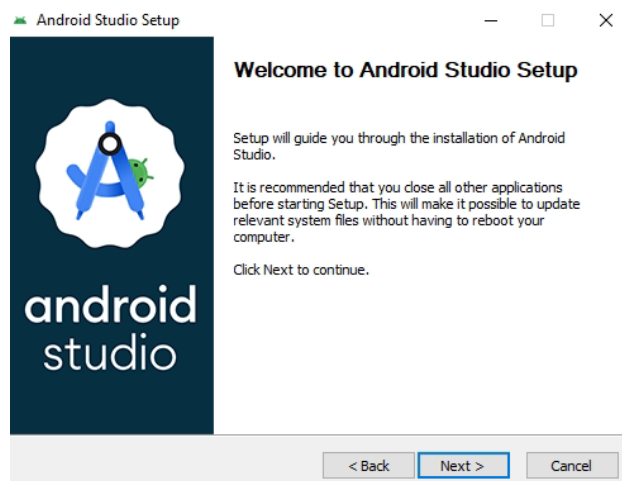 Android Studio Setup
Welcome to Android Studio Setup
Setup will guide you through the installation of Android
Studio.
It is recommended that you close all other applications
before starting Setup. This will make it possible to update
relevant system files without having to reboot your
computer.
Click Next to continue.
android
studio
< Back
Next >
Cancel